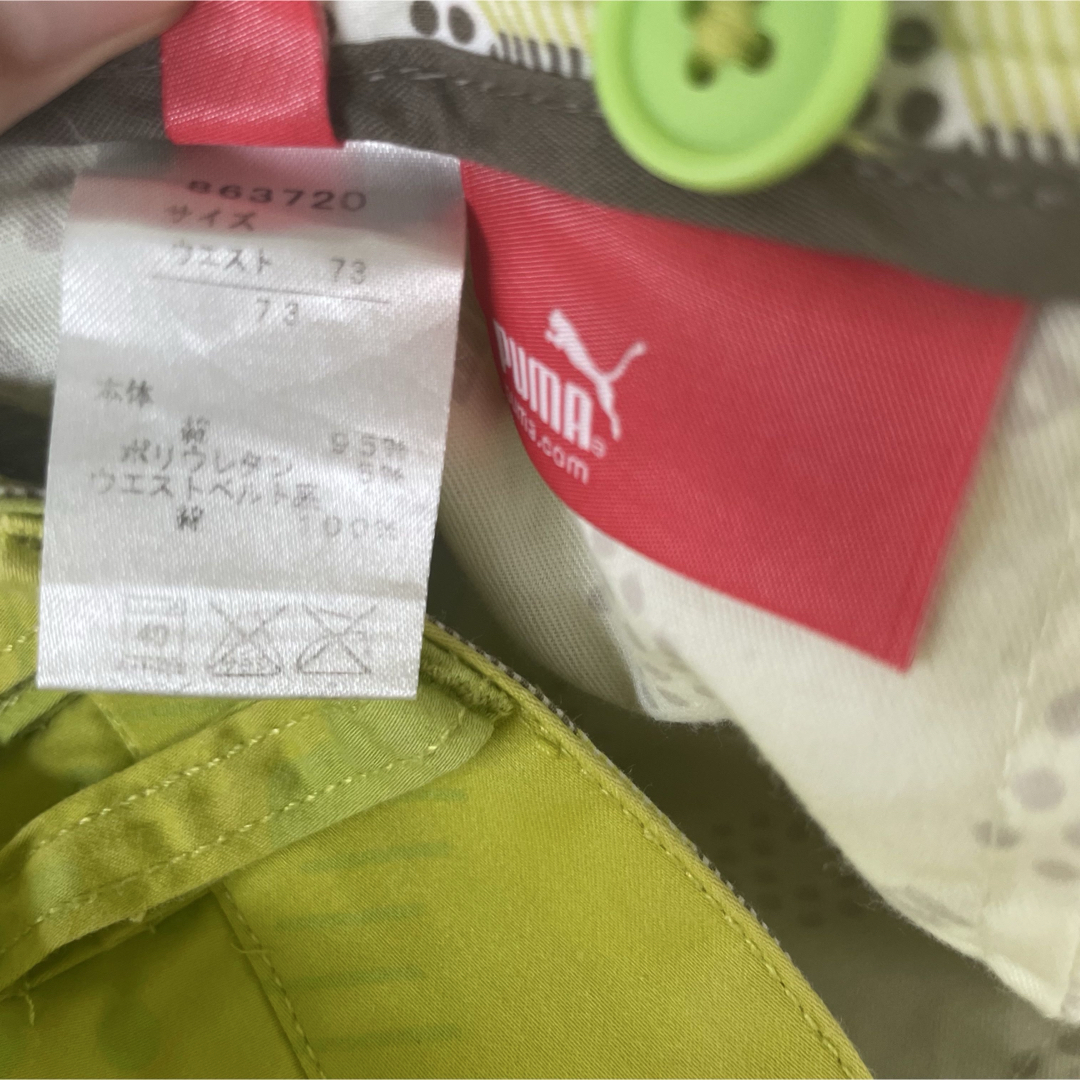 863720
サイズ
ウエスト 73
73
本体
綿 95%
ポリウレタン 5%
ウエストベルト裏
綿 100%
40
PUMA
puma.com